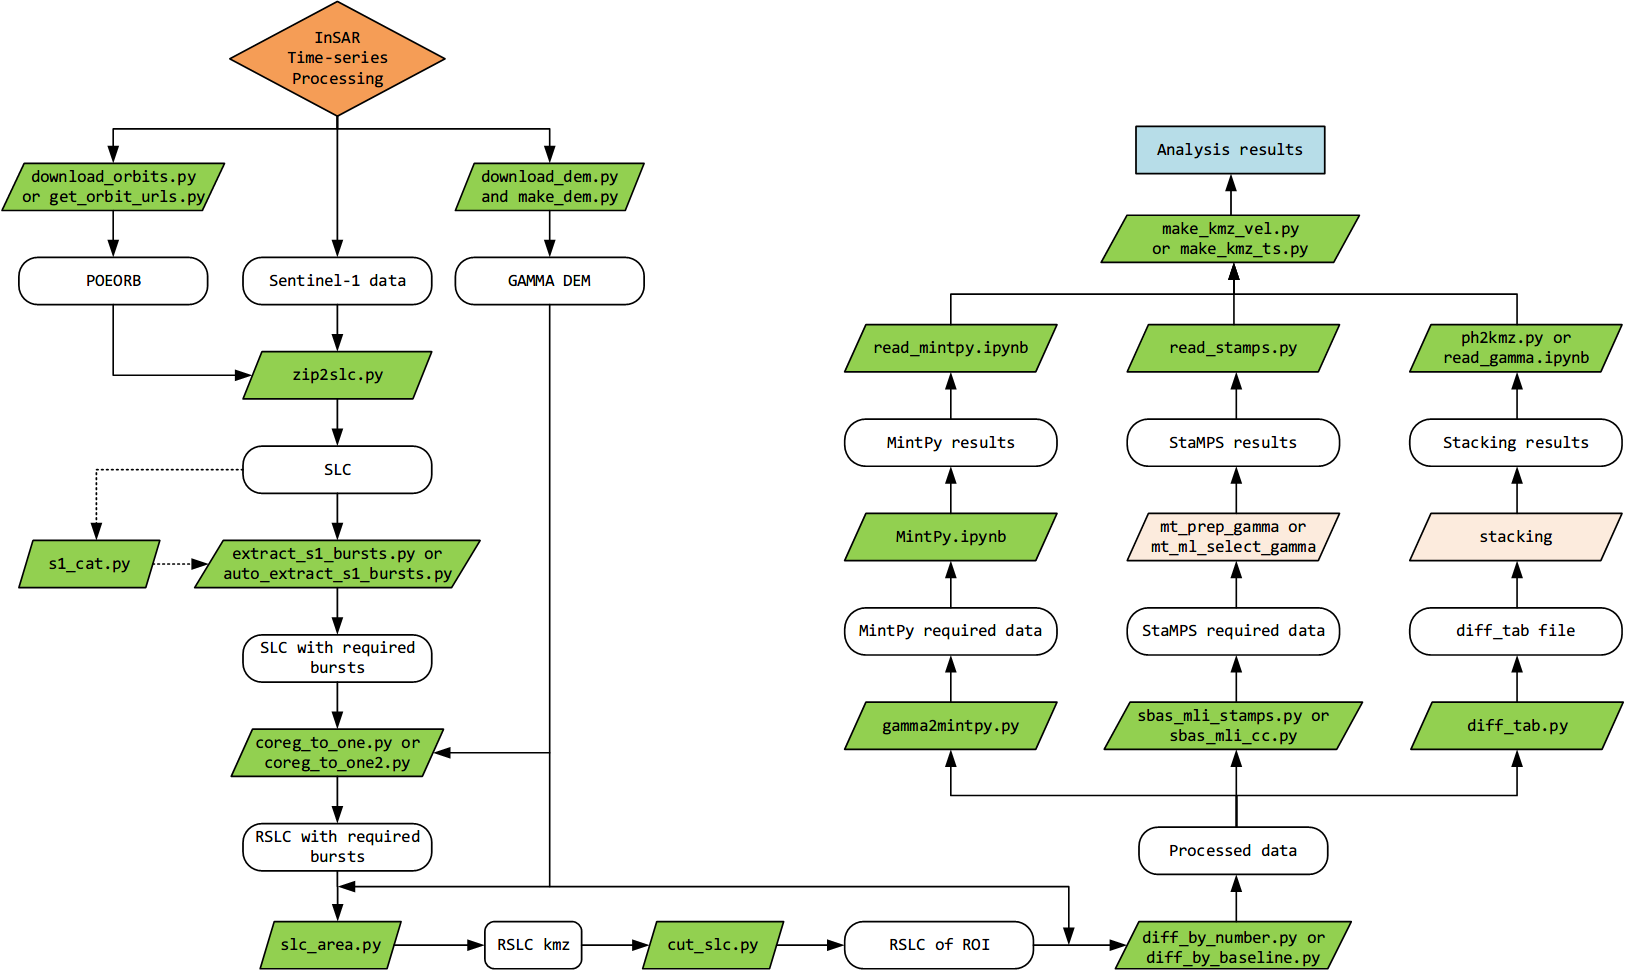 InSAR
Time-series
Processing
download_orbits.py
or get_orbit_urls.py
download_dem.py
and make_dem.py
POEORB
Sentinel-1 data
GAMMA DEM
zip2slc.py
SLC
s1_cat.py
extract_s1_bursts.py or
auto_extract_s1_bursts.py
SLC with required
bursts
coreg_to_one.py or
coreg_to_one2.py
RSLC with required
bursts
slc_area.py
RSLC kmz
cut_slc.py
RSLC of ROI
diff_by_number.py or
diff_by_baseline.py
Processed data
gamma2mintpy.py
sbas_mli_stamps.py or
sbas_mli_cc.py
diff_tab.py
MintPy required data
StaMPS required data
diff_tab file
MintPy.ipynb
mt_prep_gamma or
mt_ml_select_gamma
stacking
MintPy results
StaMPS results
Stacking results
read_mintpy.ipynb
read_stamps.py
ph2kmz.py or
read_gamma.ipynb
make_kmz_vel.py
or make_kmz_ts.py
Analysis results